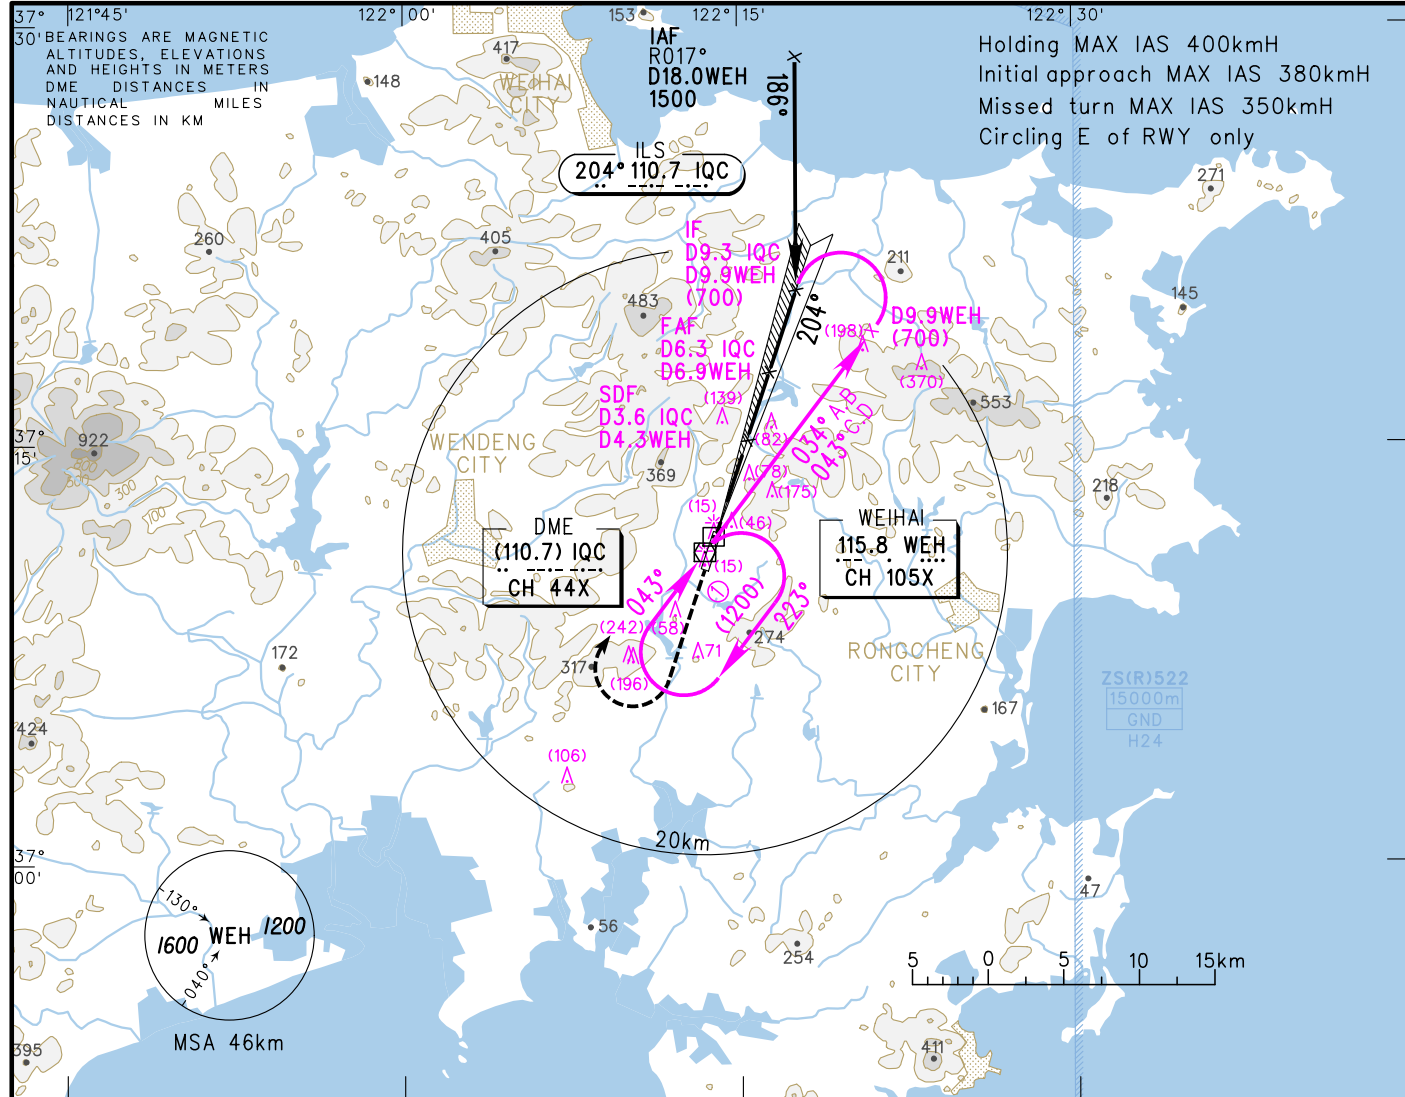 37° 121°45' 122°00' 122°15' 122°30'
30'
BEARINGS ARE MAGNETIC
ALTITUDES, ELEVATIONS
AND HEIGHTS IN METERS
DME DISTANCES IN
NAUTICAL MILES
DISTANCES IN KM
153
417
148
WEIHAI
CITY
IAF
R017°
D18.0WEH
1500
186°
Holding MAX IAS 400kmH
Initial approach MAX IAS 380kmH
Missed turn MAX IAS 350kmH
Circling E of RWY only
ILS
204° 110.7 IQC
271
260
405
IF
D9.3 IQC
D9.9WEH
(700)
211
145
483
204°
FAF
D6.3 IQC
D6.9WEH
(198)
D9.9WEH
(700)
(370)
SDF
D3.6 IQC
D4.3WEH
(139)
553
034° A.B
043° C.D
(82)
37°
15'
922
300
100
WENDENG
CITY
369
(78)
(175)
218
(15)
(46)
DME
(110.7) IQC
CH 44X
WEIHAI
115.8 WEH
CH 105X
(15)
043°
1
(1200)
223°
(242)
(58)
274
71
317
(196)
172
RONGCHENG
CITY
ZS(R)522
15000m
GND
H24
167
424
(106)
20km
37°
00'
47
130°
1600
WEH
1200
040°
MSA 46km
56
254
5 0 5 10 15km
395
411